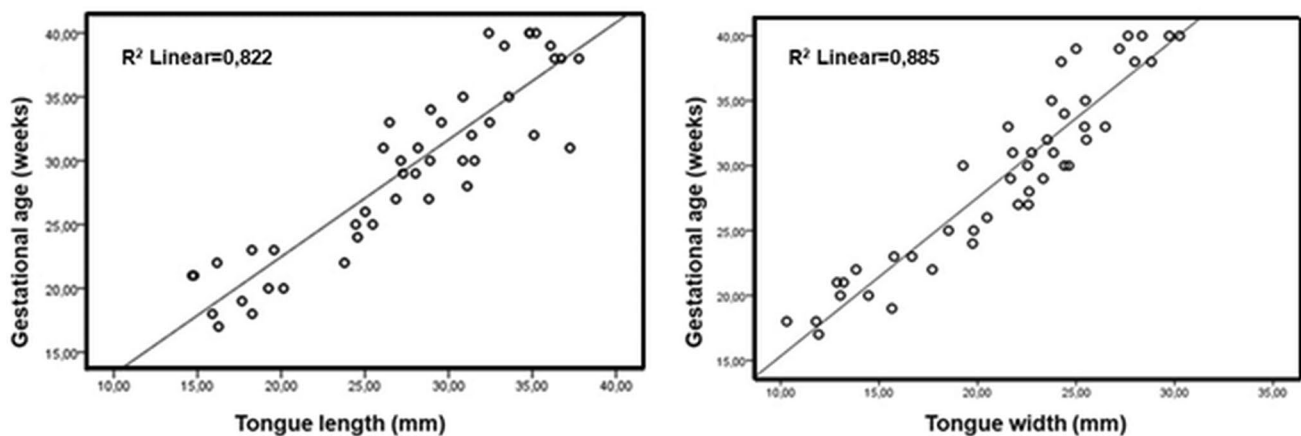 R² Linear=0,822
Gestational age (weeks)
40,00
35,00
30,00
25,00
20,00
15,00
10,00 15,00 20,00 25,00 30,00 35,00 40,00
Tongue length (mm)
R² Linear=0,885
Gestational age (weeks)
40,00
35,00
30,00
25,00
20,00
15,00
10,00 15,00 20,00 25,00 30,00 35,00
Tongue width (mm)